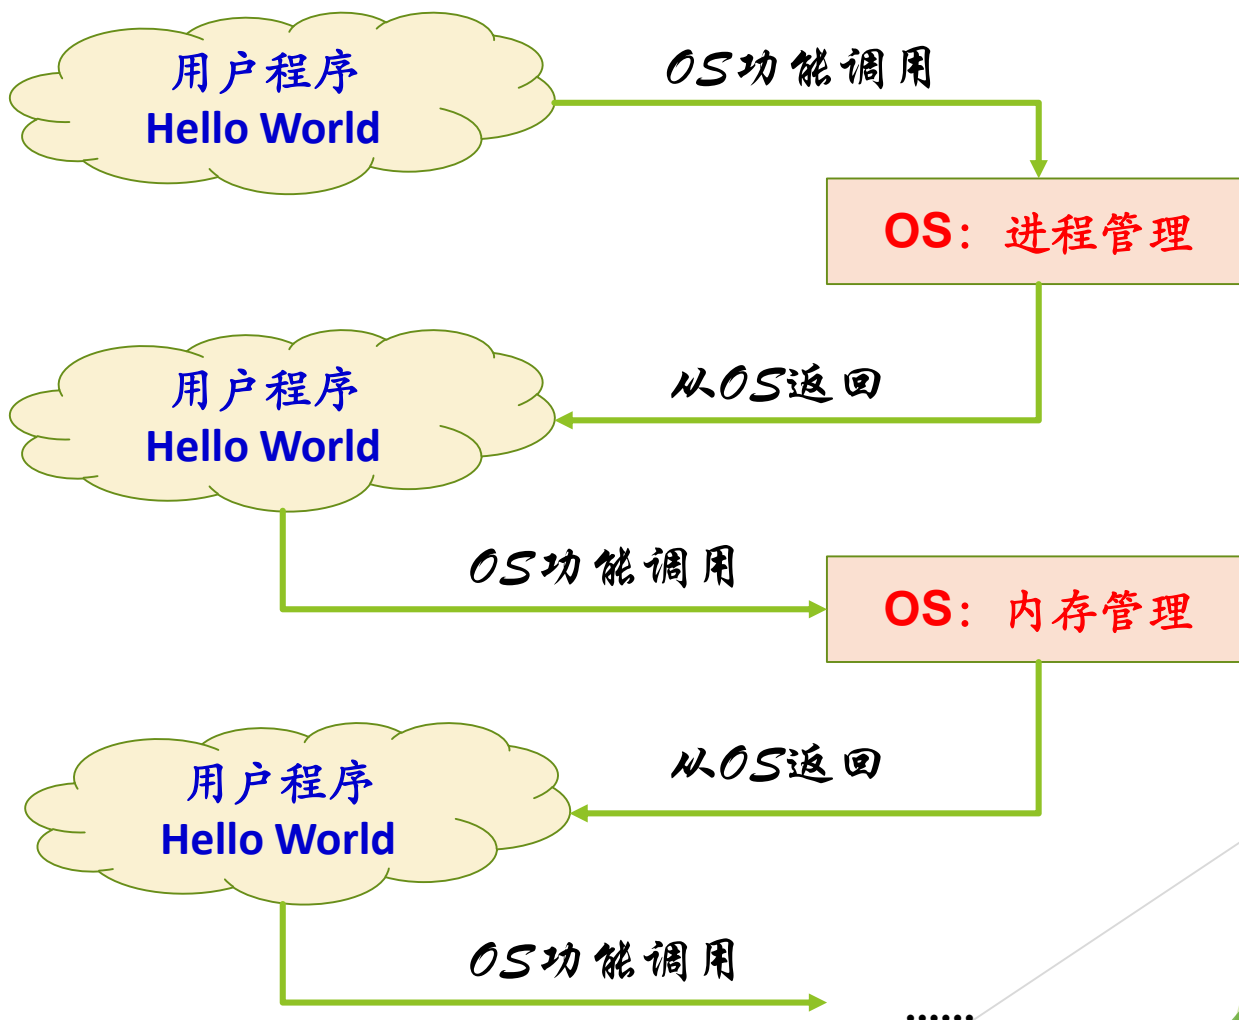 用户程序
Hello World
OS功能调用
OS：进程管理
从OS返回
用户程序
Hello World
OS功能调用
OS：内存管理
从OS返回
用户程序
Hello World
OS功能调用
......